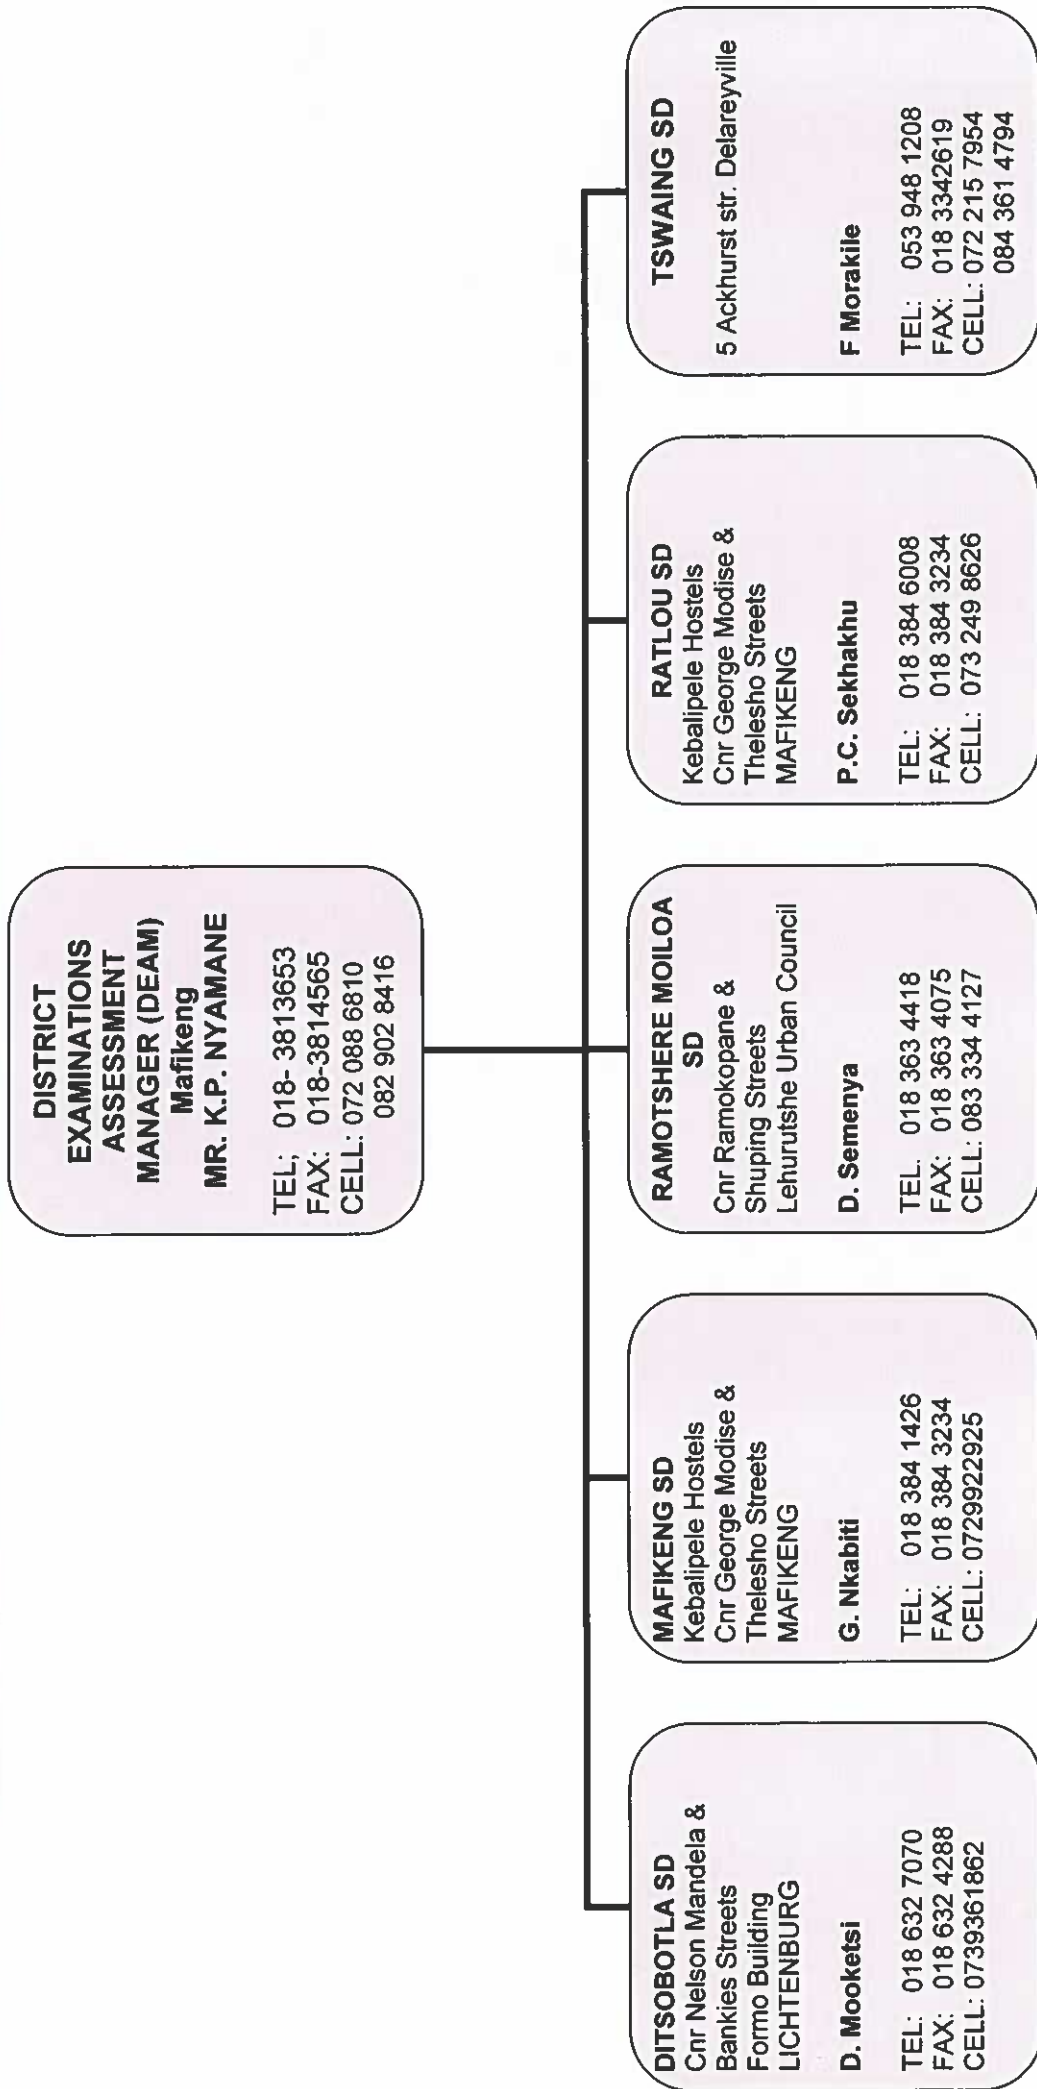 DISTRICT
EXAMINATIONS
ASSESSMENT
MANAGER (DEAM)
Mafikeng
MR. K.P. NYAMANE
TEL; 018- 3813653
FAX: 018-3814565
CELL: 072 088 6810
082 902 8416
DITSOBOTLA SD
Cnr Nelson Mandela &
Bankies Streets
Formo Building
LICHTENBURG
D. Mooketsi
TEL: 018 632 7070
FAX: 018 632 4288
CELL: 0739361862
MAFIKENG SD
Kebalipele Hostels
Cnr George Modise &
Thelesho Streets
MAFIKENG
G. Nkabiti
TEL: 018 384 1426
FAX: 018 384 3234
CELL: 0729922925
RAMOTSHERE MOILOA
SD
Cnr Ramokopane &
Shuping Streets
Lehurutshe Urban Council
D. Semenya
TEL. 018 363 4418
FAX: 018 363 4075
CELL: 083 334 4127
RATLOU SD
Kebalipele Hostels
Cnr George Modise &
Thelesho Streets
MAFIKENG
P.C. Sekhakhu
TEL: 018 384 6008
FAX: 018 384 3234
CELL: 073 249 8626
TSWAING SD
5 Ackhurst str. Delareyville
F Morakile
TEL: 053 948 1208
FAX: 018 3342619
CELL: 072 215 7954
084 361 4794